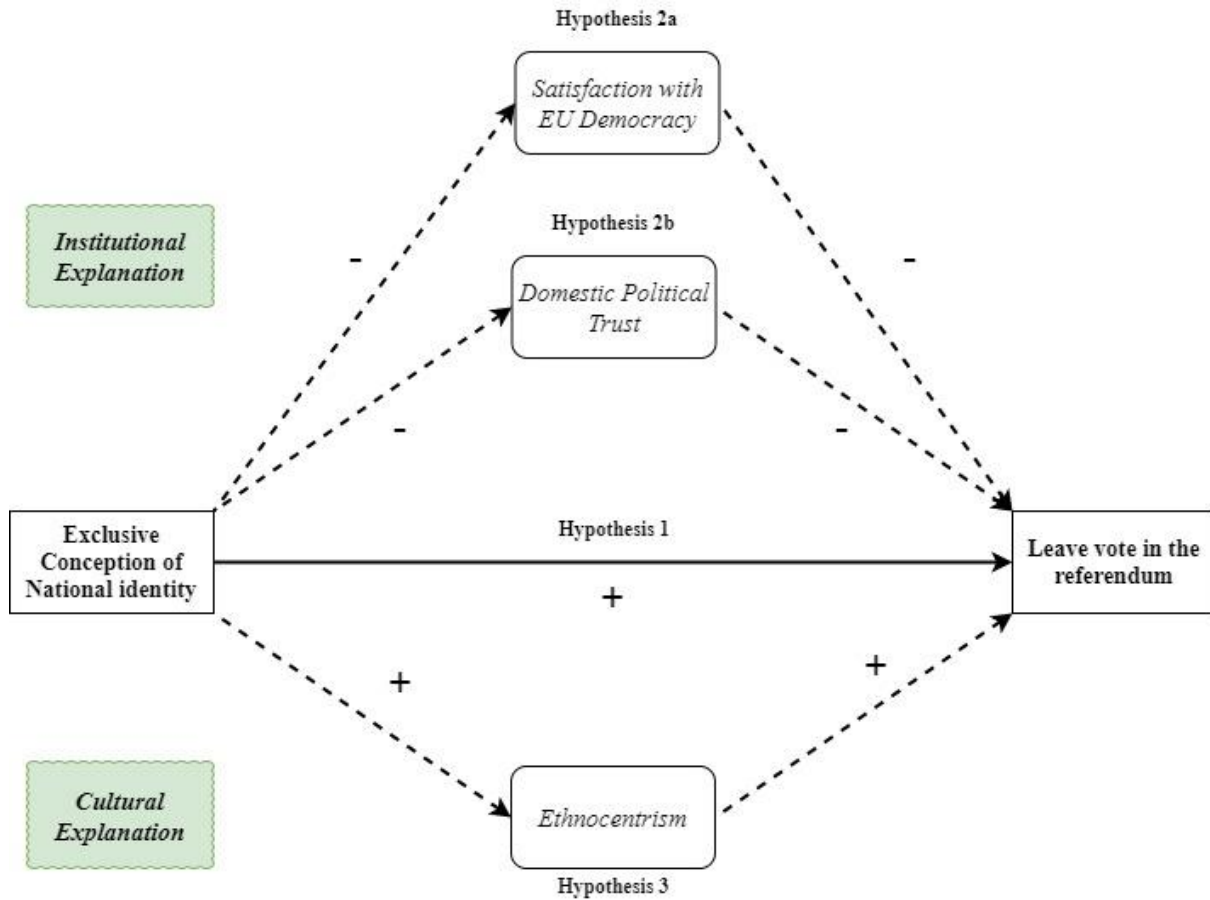 Hypothesis 2a
Satisfaction with
EU Democracy
Institutional
Explanation
Hypothesis 2b
Domestic Political
Trust
-
-
-
-
Exclusive
Conception of
National identity
Hypothesis 1
+
Leave vote in the
referendum
+
+
Cultural
Explanation
Ethnocentrism
Hypothesis 3